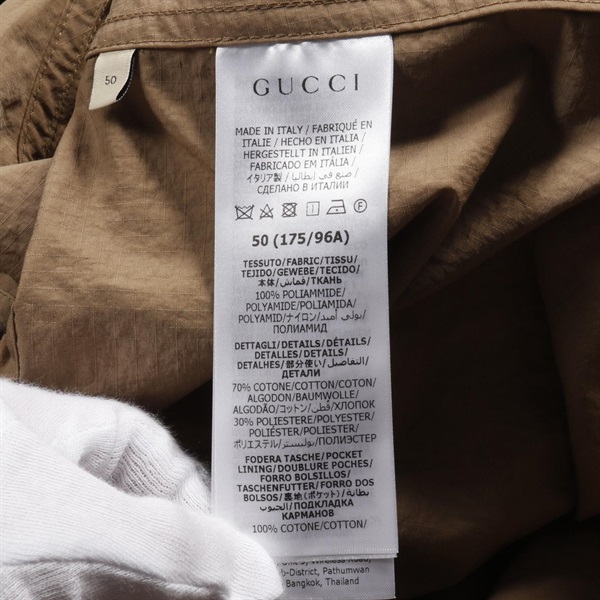 50
GUCCI
MADE IN ITALY / FABRIQUÉ EN
ITALIE / HECHO EN ITALIA /
HERGESTELLT IN ITALIEN /
FABRICADO EM ITÁLIA /
イタリア製 / صنع في إيطاليا /
СДЕЛАНО В ИТАЛИИ
50 (175/96A)
TESSUTO/FABRIC/TISSU/
TEJIDO/GEWEBE/TECIDO/
本体/قماش/ТКАНЬ
100% POLIAMMIDE/
POLYAMIDE/POLIAMIDA/
POLYAMID/ナイロン/بولي أميد/
ПОЛИАМИД
DETTAGLI/DETAILS/DÉTAILS/
DETALLES/DETAILS/
DETALHES/部分使い/التفاصيل/
ДЕТАЛИ
70% COTONE/COTTON/COTON/
ALGODON/BAUMWOLLE/
ALGODÃO/コットン/قطن/ХЛОПОК
30% POLIESTERE/POLYESTER/
POLIÉSTER/POLIESTER/
ポリエステル/بوليستر/ПОЛИЭСТЕР
FODERA TASCHE/POCKET
LINING/DOUBLURE POCHES/
FORRO BOLSILLOS/
TASCHENFUTTER/FORRO DOS
BOLSOS/裏地(ポケット)/بطانة
الجيوب/ПОДКЛАДКА
КАРМАНОВ
100% COTONE/COTTON/
Wireless Road,
District, Pathumwan
Bangkok, Thailand